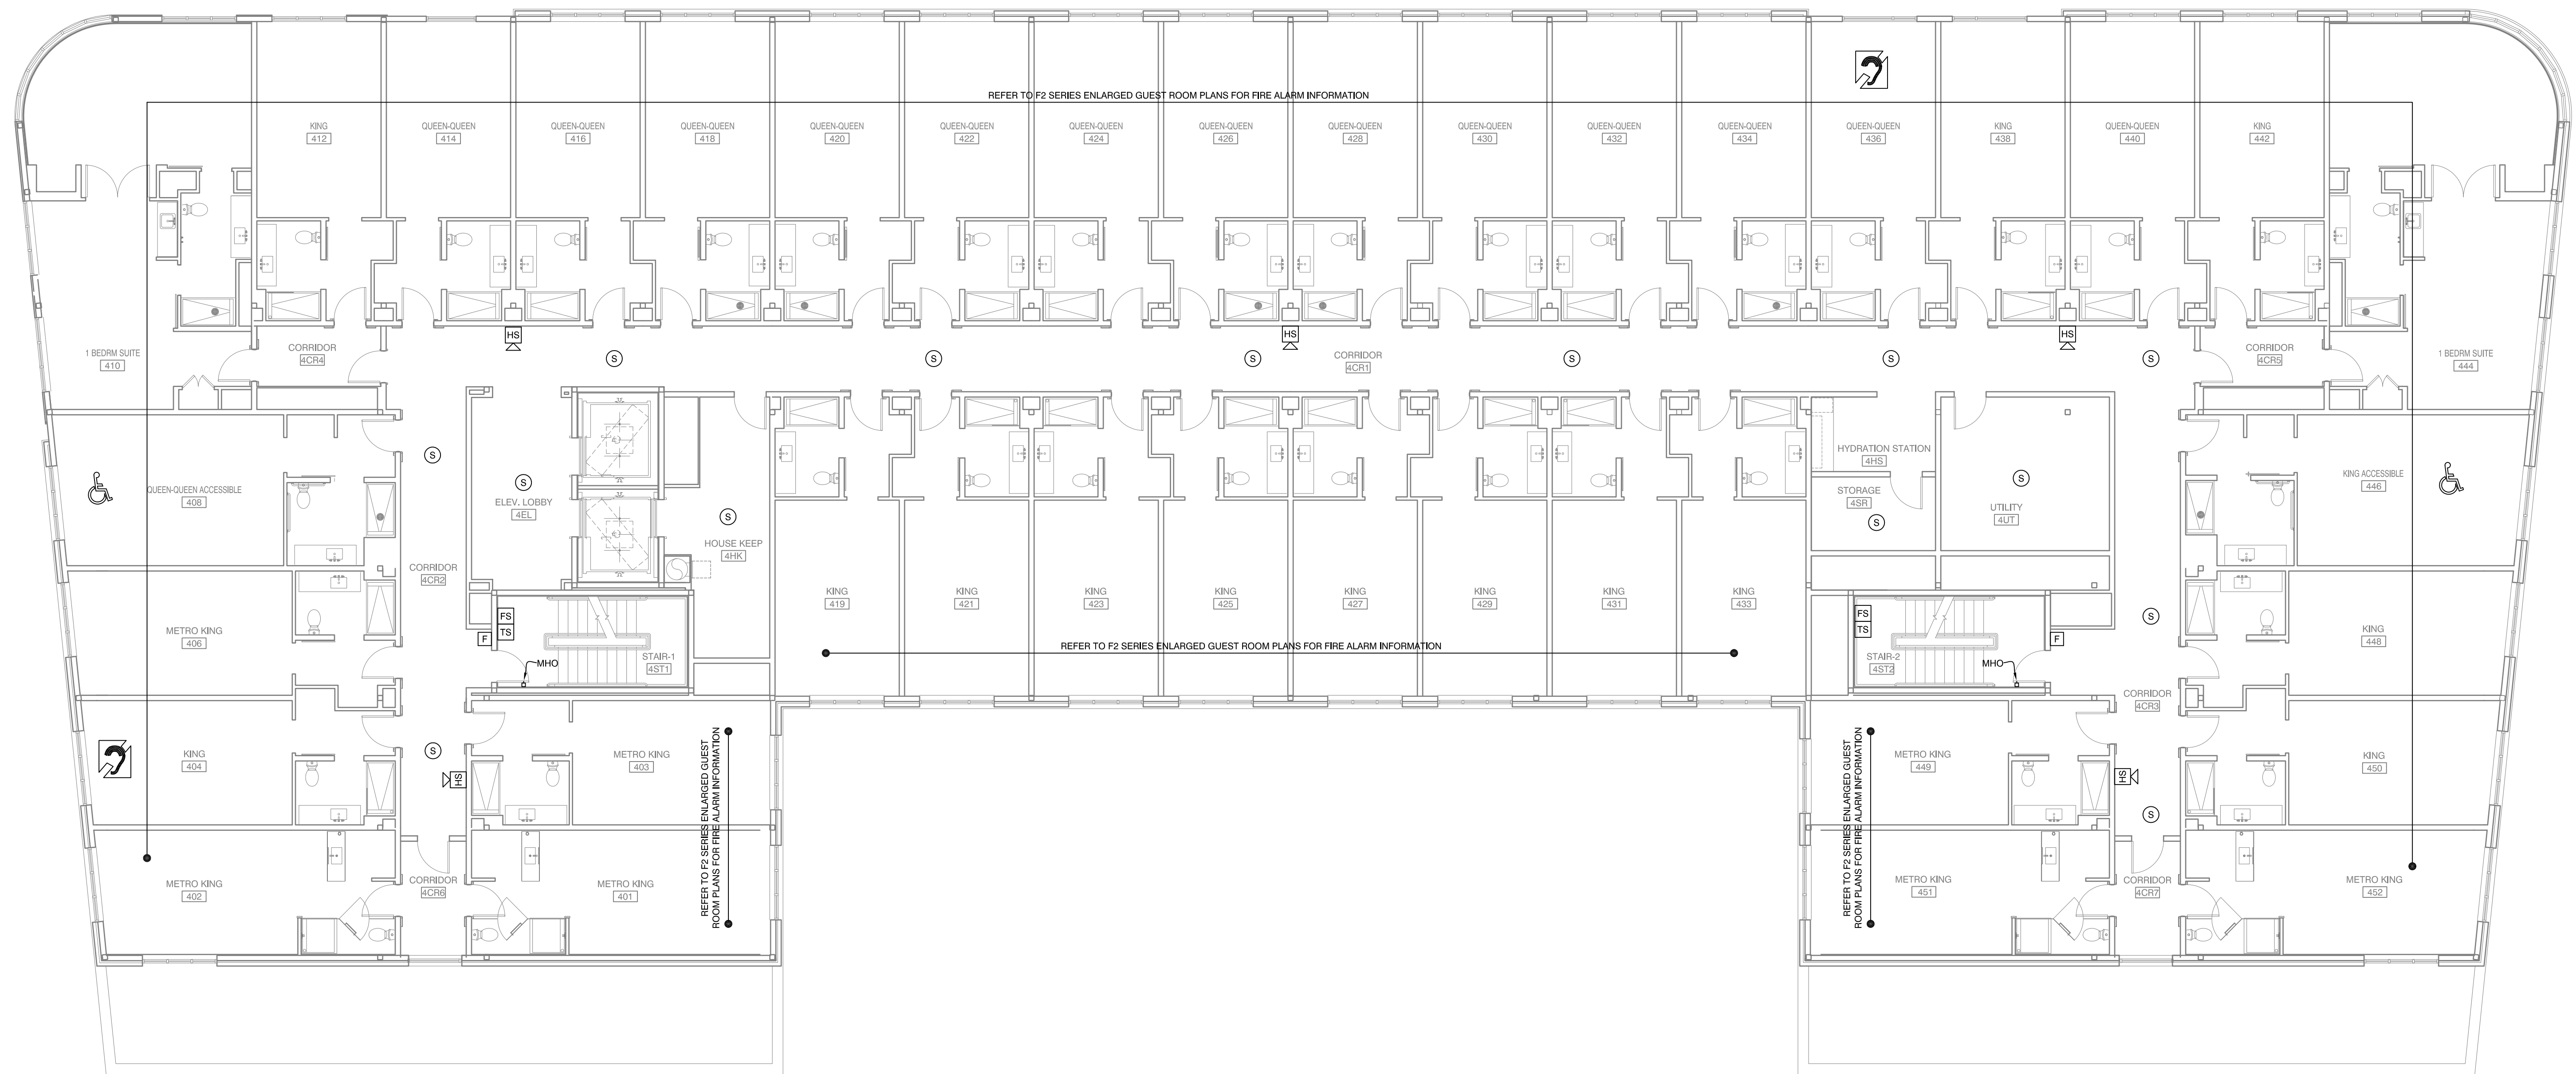 REFER TO F2 SERIES ENLARGED GUEST ROOM PLANS FOR FIRE ALARM INFORMATION
KING
412
QUEEN-QUEEN
414
QUEEN-QUEEN
416
QUEEN-QUEEN
418
QUEEN-QUEEN
420
QUEEN-QUEEN
422
QUEEN-QUEEN
424
QUEEN-QUEEN
426
QUEEN-QUEEN
428
QUEEN-QUEEN
430
QUEEN-QUEEN
432
QUEEN-QUEEN
434
QUEEN-QUEEN
436
KING
438
QUEEN-QUEEN
440
KING
442
HS
HS
HS
1 BEDRM SUITE
410
CORRIDOR
4CR4
S
S
S
CORRIDOR
4CR1
S
S
S
CORRIDOR
4CR5
1 BEDRM SUITE
444
QUEEN-QUEEN ACCESSIBLE
408
S
S
ELEV. LOBBY
4EL
S
HOUSE KEEP
4HK
HYDRATION STATION
4HS
STORAGE
4SR
S
S
UTILITY
4UT
KING ACCESSIBLE
446
CORRIDOR
4CR2
METRO KING
406
FS
TS
F
MHO
STAIR-1
4ST1
KING
419
KING
421
KING
423
KING
425
KING
427
KING
429
KING
431
KING
433
REFER TO F2 SERIES ENLARGED GUEST ROOM PLANS FOR FIRE ALARM INFORMATION
FS
TS
STAIR-2
4ST2
MHO
F
S
KING
448
CORRIDOR
4CR3
KING
404
S
HS
METRO KING
403
REFER TO F2 SERIES ENLARGED GUEST
ROOM PLANS FOR FIRE ALARM INFORMATION
REFER TO F2 SERIES ENLARGED GUEST
ROOM PLANS FOR FIRE ALARM INFORMATION
METRO KING
449
HS
S
KING
450
METRO KING
402
CORRIDOR
4CR6
METRO KING
401
METRO KING
451
CORRIDOR
4CR7
METRO KING
452